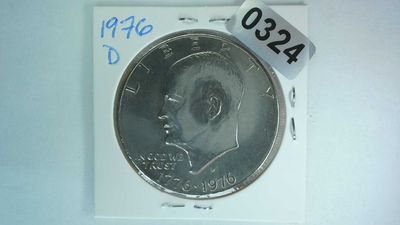 1976
D
0324
LIBERTY
IN GOD WE
TRUST
1776·1976